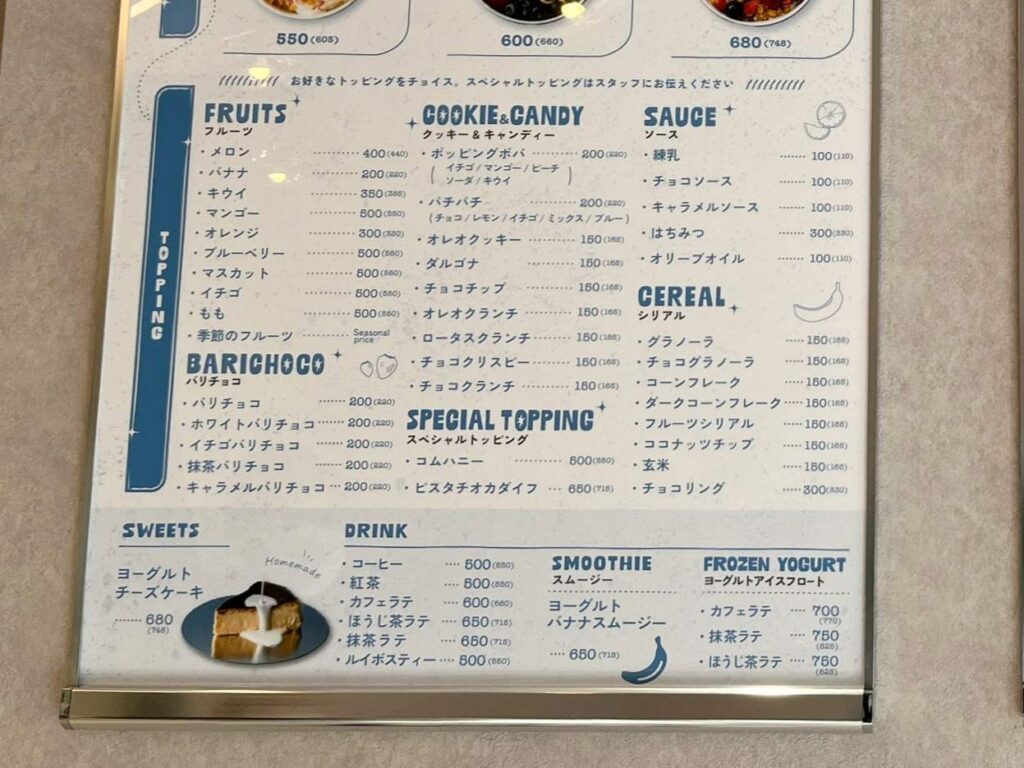 550(605)
600(660)
680(748)
お好きなトッピングをチョイス。スペシャルトッピングはスタッフにお伝えください
TOPPING
FRUITS
フルーツ
・メロン 400(440)
・バナナ 200(220)
・キウイ 350(385)
・マンゴー 500(550)
・オレンジ 300(330)
・ブルーベリー 500(550)
・マスカット 500(550)
・イチゴ 500(550)
・もも 500(550)
・季節のフルーツ Seasonal price
BARICHOCO
バリチョコ
・バリチョコ 200(220)
・ホワイトバリチョコ 200(220)
・イチゴバリチョコ 200(220)
・抹茶バリチョコ 200(220)
・キャラメルバリチョコ 200(220)
COOKIE&CANDY
クッキー&キャンディー
・ポッピングボバ 200(220)
(イチゴ/マンゴー/ピーチ
ソーダ/キウイ)
・パチパチ 200(220)
(チョコ/レモン/イチゴ/ミックス/ブルー)
・オレオクッキー 150(165)
・ダルゴナ 150(165)
・チョコチップ 150(165)
・オレオクランチ 150(165)
・ロータスクランチ 150(165)
・チョコクリスピー 150(165)
・チョコクランチ 150(165)
SPECIAL TOPPING
スペシャルトッピング
・コムハニー 500(550)
・ピスタチオカダイフ 650(715)
SAUCE
ソース
・練乳 100(110)
・チョコソース 100(110)
・キャラメルソース 100(110)
・はちみつ 300(330)
・オリーブオイル 100(110)
CEREAL
シリアル
・グラノーラ 150(165)
・チョコグラノーラ 150(165)
・コーンフレーク 150(165)
・ダークコーンフレーク 150(165)
・フルーツシリアル 150(165)
・ココナッツチップ 150(165)
・玄米 150(165)
・チョコリング 300(330)
SWEETS
ヨーグルト
チーズケーキ
680
(748)
Homemade
DRINK
・コーヒー 500(550)
・紅茶 500(550)
・カフェラテ 600(660)
・ほうじ茶ラテ 650(715)
・抹茶ラテ 650(715)
・ルイボスティー 500(550)
SMOOTHIE
スムージー
ヨーグルト
バナナスムージー
650(715)
FROZEN YOGURT
ヨーグルトアイスフロート
・カフェラテ 700
(770)
・抹茶ラテ 750
(825)
・ほうじ茶ラテ 750
(825)